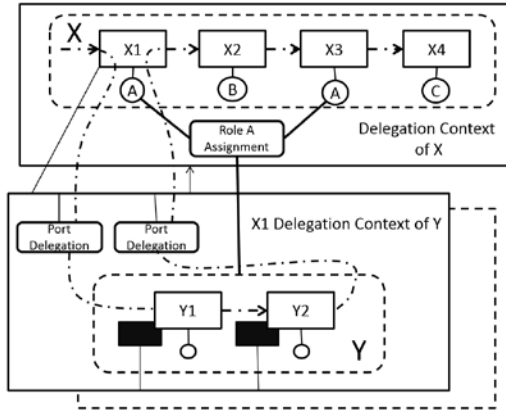 X
X1
X2
X3
X4
A
B
A
C
Role A
Assignment
Delegation Context
of X
Port
Delegation
Port
Delegation
X1 Delegation Context of Y
Y1
Y2
Y